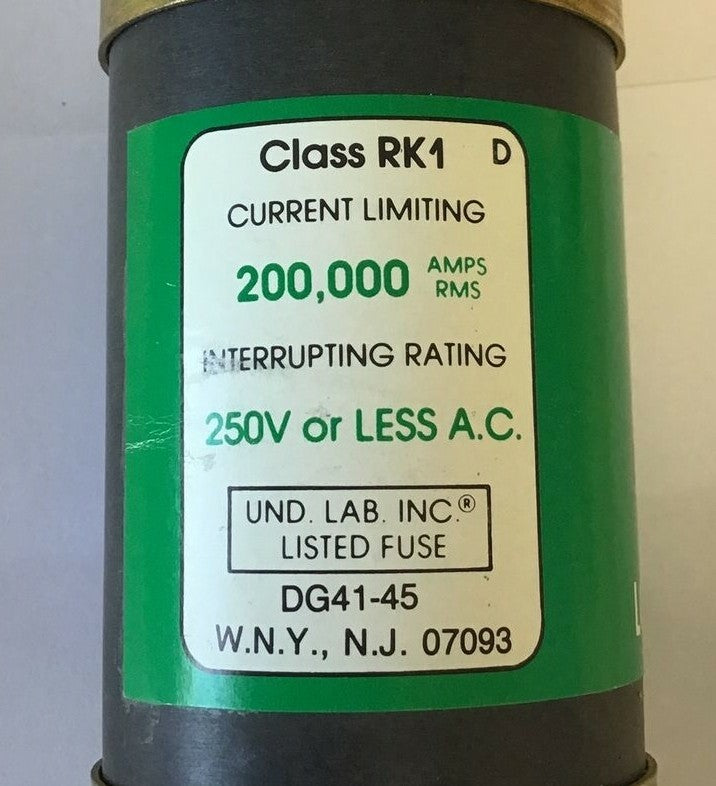 Class RK1 D
CURRENT LIMITING
200,000 AMPS RMS
INTERRUPTING RATING
250V or LESS A.C.
UND. LAB. INC.®
LISTED FUSE
DG41-45
W.N.Y., N.J. 07093
L